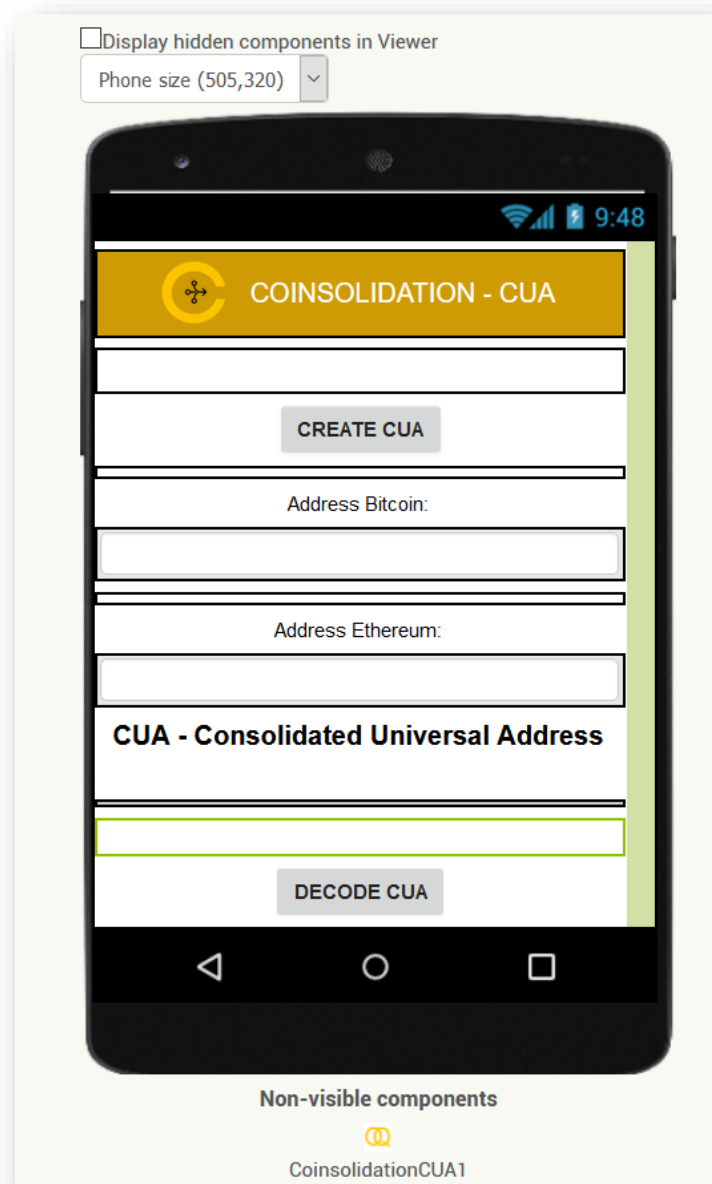 Display hidden components in Viewer
Phone size (505,320)
9:48
COINSOLIDATION - CUA
CREATE CUA
Address Bitcoin:
Address Ethereum:
CUA - Consolidated Universal Address
DECODE CUA
Non-visible components
CoinsolidationCUA1